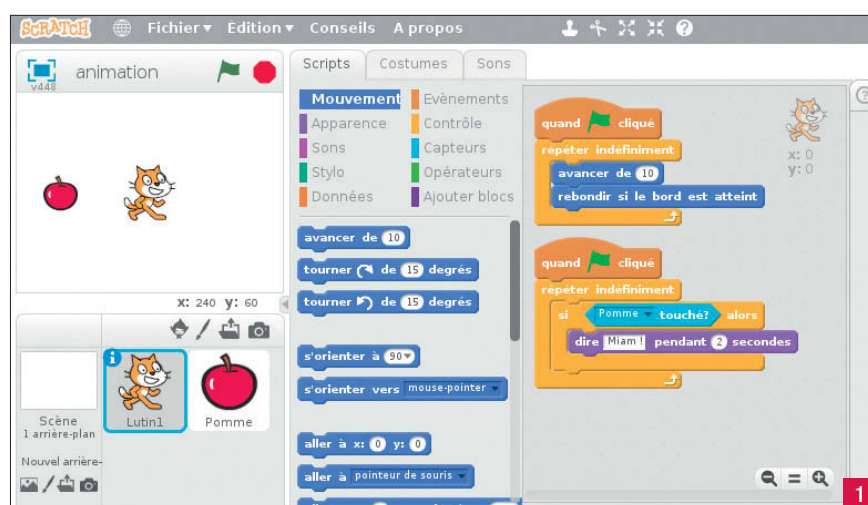 SCRATCH Fichier Édition Conseils A propos
animation
v448
x: 240 y: 60
Scène
1 arrière-plan
Nouvel arrière-
Lutin1
Pomme
Scripts Costumes Sons
Mouvement Evènements
Apparence Contrôle
Sons Capteurs
Stylo Opérateurs
Données Ajouter blocs
avancer de 10
tourner de 15 degrés
tourner de 15 degrés
s'orienter à 90
s'orienter vers mouse-pointer
aller à x: 0 y: 0
aller à pointeur de souris
quand cliqué
répéter indéfiniment
avancer de 10
rebondir si le bord est atteint
quand cliqué
répéter indéfiniment
si Pomme touché? alors
dire Miam ! pendant 2 secondes
x: 0
y: 0
1